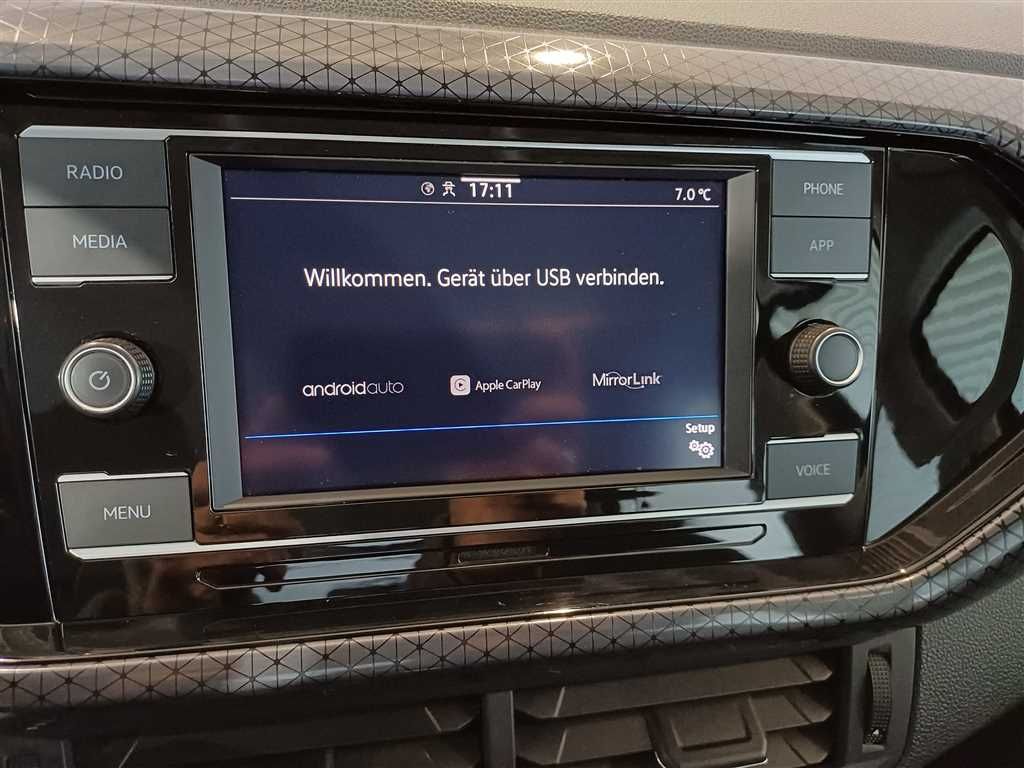 RADIO
MEDIA
MENU
17:11
7.0 °C
Willkommen. Gerät über USB verbinden.
androidauto
Apple CarPlay
MirrorLink
Setup
PHONE
APP
VOICE